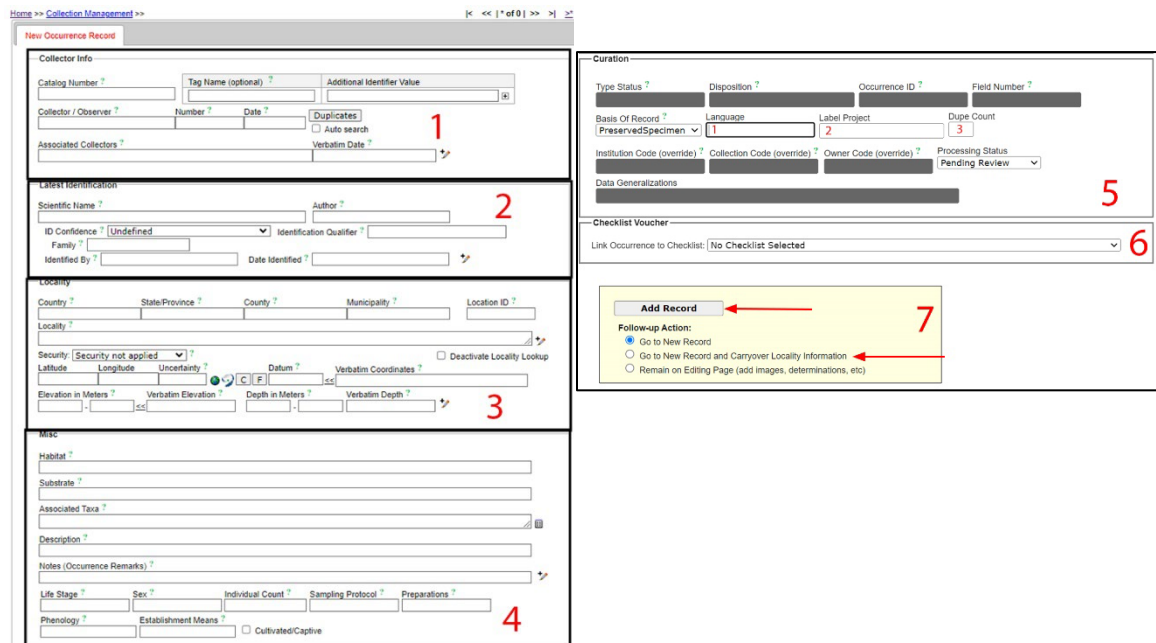 Home >> Collection Management >>
|< << | * of 0 | >> >| >*
New Occurrence Record
Collector Info
Catalog Number ?
Tag Name (optional) ? Additional Identifier Value
Collector / Observer ? Number ? Date ? Duplicates
Auto search
1
Associated Collectors ? Verbatim Date ?
Latest Identification
Scientific Name ? Author ?
2
ID Confidence ? Undefined Identification Qualifier ?
Family ?
Identified By ? Date Identified ?
Locality
Country ? State/Province ? County ? Municipality ? Location ID ?
Locality ?
Security: Security not applied ? Deactivate Locality Lookup
Latitude Longitude Uncertainty ? C F Datum ? << Verbatim Coordinates ?
Elevation in Meters - << Verbatim Elevation ? Depth in Meters ? - Verbatim Depth ?
3
Misc
Habitat ?
Substrate ?
Associated Taxa ?
Description ?
Notes (Occurrence Remarks) ?
Life Stage ? Sex ? Individual Count ? Sampling Protocol ? Preparations ?
Phenology ? Establishment Means ? Cultivated/Captive
4
Curation
Type Status ? Disposition ? Occurrence ID ? Field Number ?
Basis Of Record ? Language Label Project Dupe Count
PreservedSpecimen 1 2 3
Institution Code (override) ? Collection Code (override) ? Owner Code (override) ? Processing Status
Pending Review
Data Generalizations
5
Checklist Voucher
Link Occurrence to Checklist: No Checklist Selected
6
Add Record
7
Follow-up Action:
Go to New Record
Go to New Record and Carryover Locality Information
Remain on Editing Page (add images, determinations, etc)